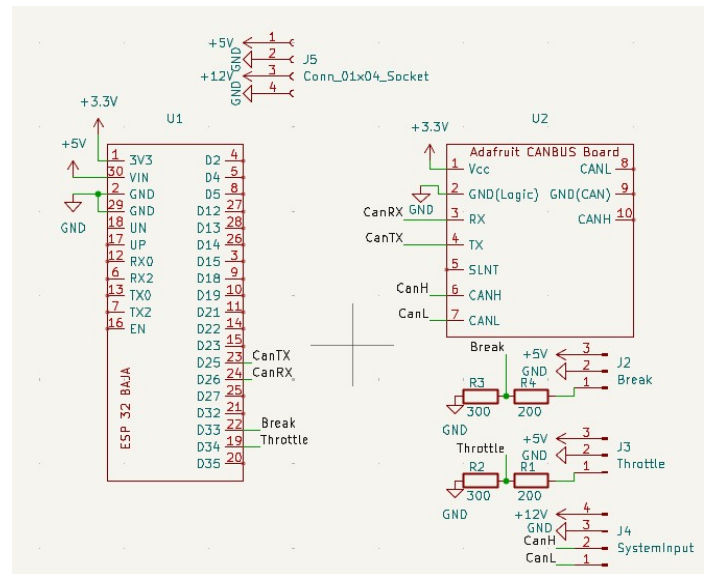 +5V 1
GND 2 J5
+12V 3 Conn_01x04_Socket
GND 4
+3.3V
U1
+5V
1 3V3 D2 4
30 VIN D4 5
2 GND D5 8
29 GND D12 27
GND
18 UN D13 28
17 UP D14 26
12 RX0 D15 3
6 RX2 D18 9
13 TX0 D19 10
7 TX2 D21 11
16 EN D22 14
D23 15
D25 23 CanTX
D26 24 CanRX
D27 25
D32 21
D33 22 Break
D34 19 Throttle
D35 20
ESP 32 BAJA
+3.3V
U2
Adafruit CANBUS Board
1 Vcc CANL 8
GND 2 GND(Logic) GND(CAN) 9
CanRX 3 RX CANH 10
CanTX 4 TX
5 SLNT
CanH 6 CANH
CanL 7 CANL
Break
+5V 3
GND 2 J2
1 Break
R3 R4
300 200
GND
Throttle
+5V 3
GND 2 J3
1 Throttle
R2 R1
300 200
GND
+12V 4
GND 3 J4
CanH 2 SystemInput
CanL 1